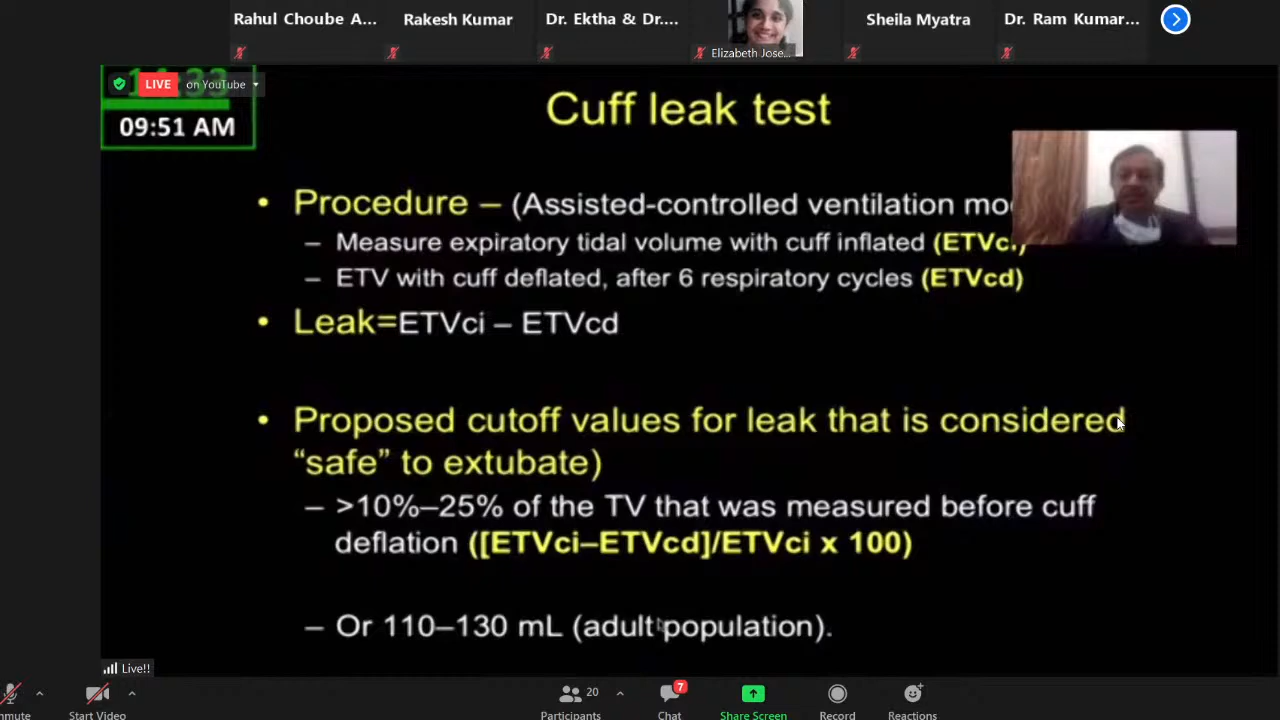 Rahul Choube A...
Rakesh Kumar
Dr. Ektha & Dr....
Elizabeth Jose...
Sheila Myatra
Dr. Ram Kumar...
LIVE on YouTube
09:51 AM
Cuff leak test
• Procedure – (Assisted-controlled ventilation
– Measure expiratory tidal volume with cuff inflated (ETVci)
– ETV with cuff deflated, after 6 respiratory cycles (ETVcd)
• Leak=ETVci – ETVcd
• Proposed cutoff values for leak that is considered
“safe” to extubate)
– >10%–25% of the TV that was measured before cuff
deflation ([ETVci–ETVcd]/ETVci x 100)
– Or 110–130 mL (adult population).
Live!!
Start Video
20
Participants
7
Chat
Share Screen
Record
Reactions